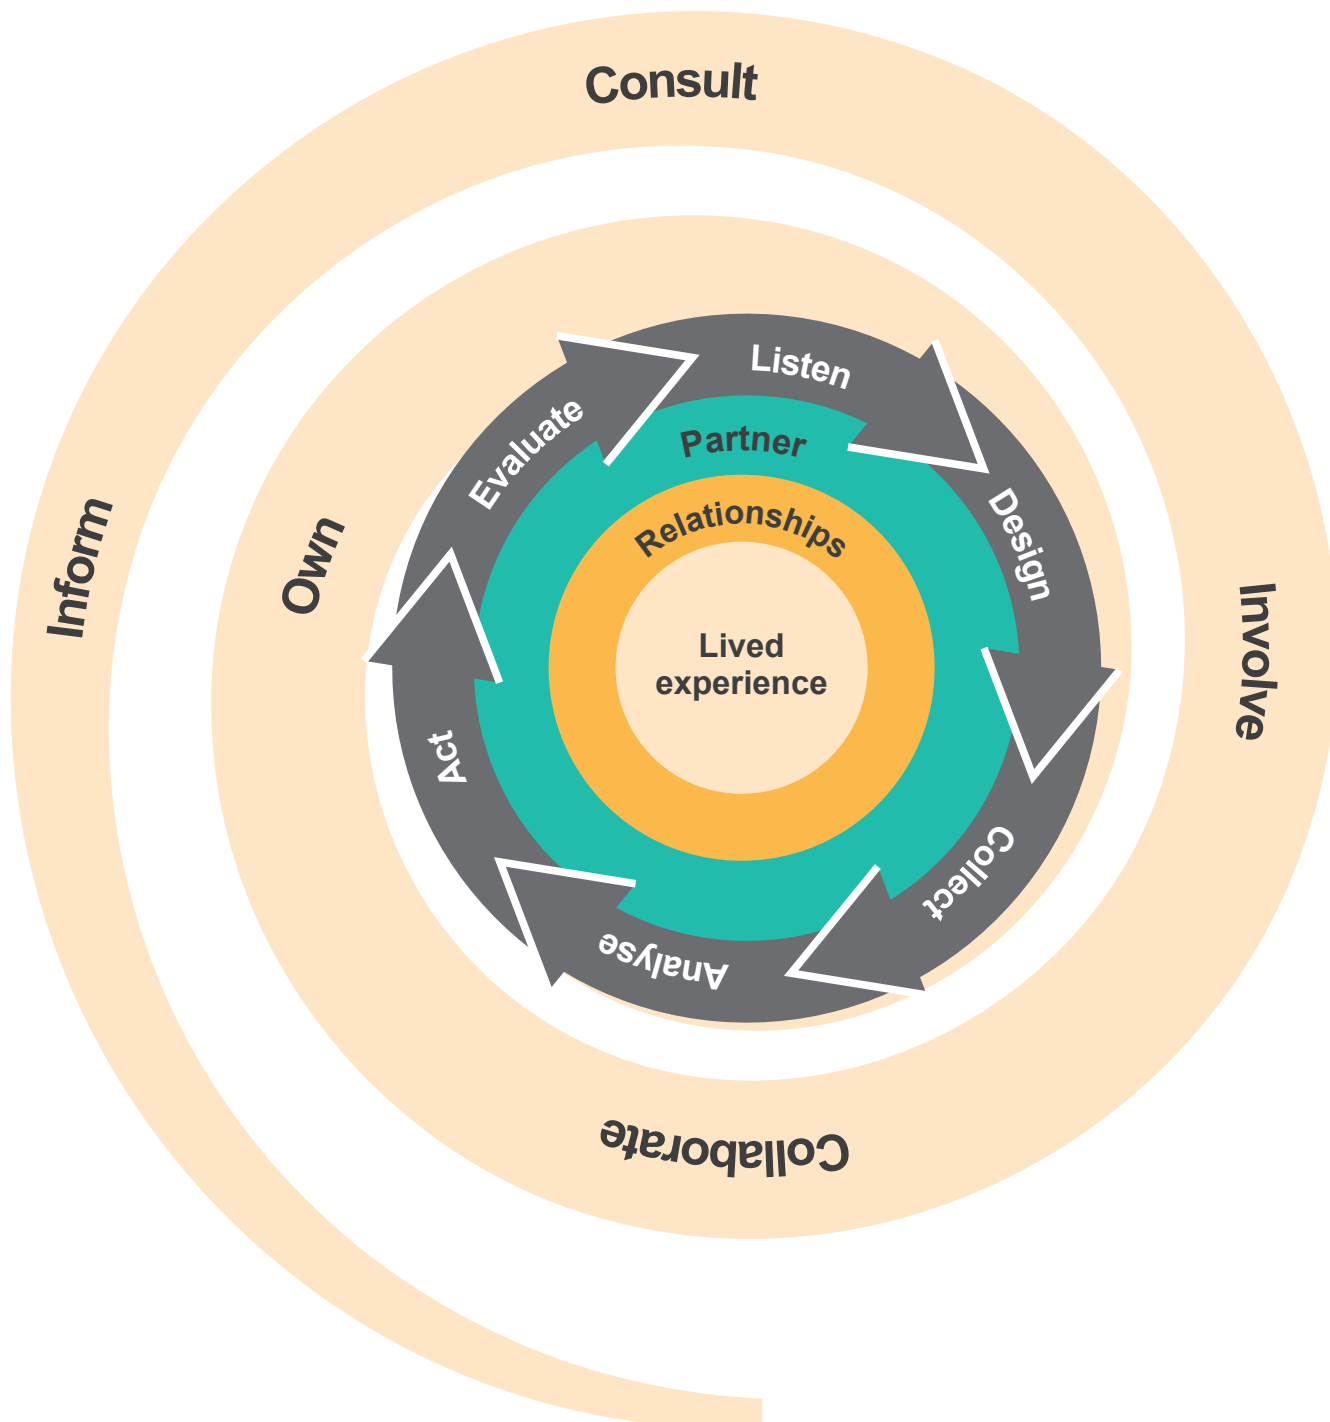 Consult
Inform
Involve
Own
Collaborate
Listen
Design
Collect
Analyse
Act
Evaluate
Partner
Relationships
Lived
experience